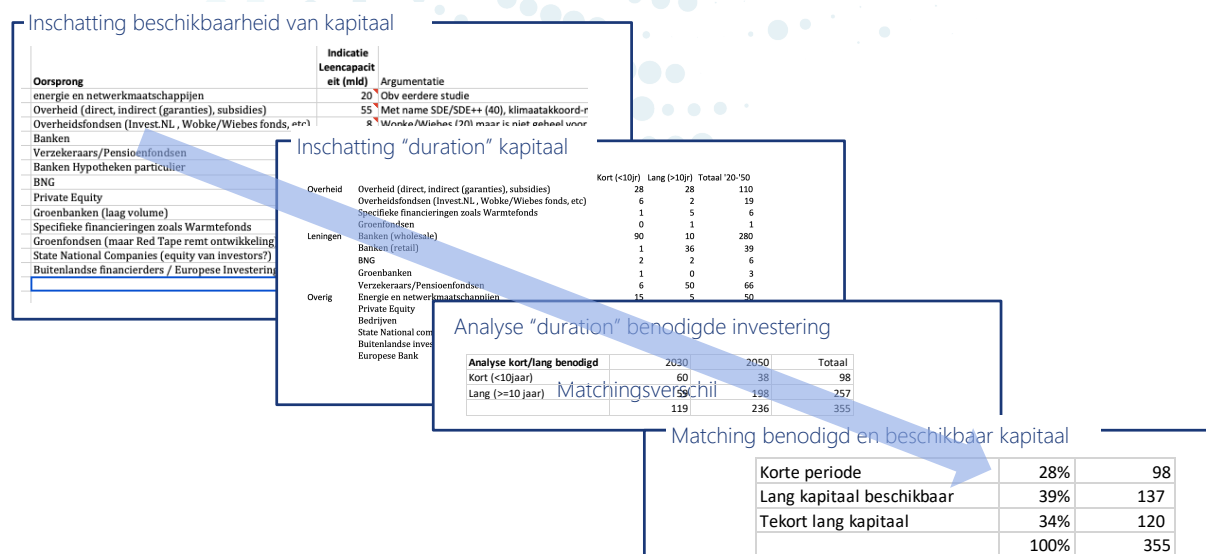 Inschatting beschikbaarheid van kapitaal
Indicatie
Leencapacit
Oorsprong eit (mld) Argumentatie
energie en netwerkmaatschappijen 20 Obv eerdere studie
Overheid (direct, indirect (garanties), subsidies) 55 Met name SDE/SDE++ (40), klimaatakkoord-r
Overheidsfondsen (Invest.NL , Wobke/Wiebes fonds, etc) 8 Wopke/Wiebes (20) maar is niet geheel voor
Banken
Verzekeraars/Pensioenfondsen
Banken Hypotheken particulier
BNG
Private Equity
Groenbanken (laag volume)
Specifieke financieringen zoals Warmtefonds
Groenfondsen (maar Red Tape remt ontwikkeling
State National Companies (equity van investors?)
Buitenlandse financierders / Europese Investering
Inschatting “duration” kapitaal
Kort (<10jr) Lang (>10jr) Totaal '20-'50
Overheid Overheid (direct, indirect (garanties), subsidies) 28 28 110
Overheidsfondsen (Invest.NL , Wobke/Wiebes fonds, etc) 6 2 19
Specifieke financieringen zoals Warmtefonds 1 5 6
Groenfondsen 0 1 1
Leningen Banken (wholesale) 90 10 280
Banken (retail) 1 36 39
BNG 2 2 6
Groenbanken 1 0 3
Verzekeraars/Pensioenfondsen 6 50 66
Overig Energie en netwerkmaatschappijen 15 5 50
Private Equity
Bedrijven
State National com
Buitenlandse inves
Europese Bank
Analyse “duration” benodigde investering
Analyse kort/lang benodigd 2030 2050 Totaal
Kort (<10jaar) 60 38 98
Lang (>=10 jaar) 59 198 257
119 236 355
Matchingsverschil
Matching benodigd en beschikbaar kapitaal
Korte periode 28% 98
Lang kapitaal beschikbaar 39% 137
Tekort lang kapitaal 34% 120
100% 355